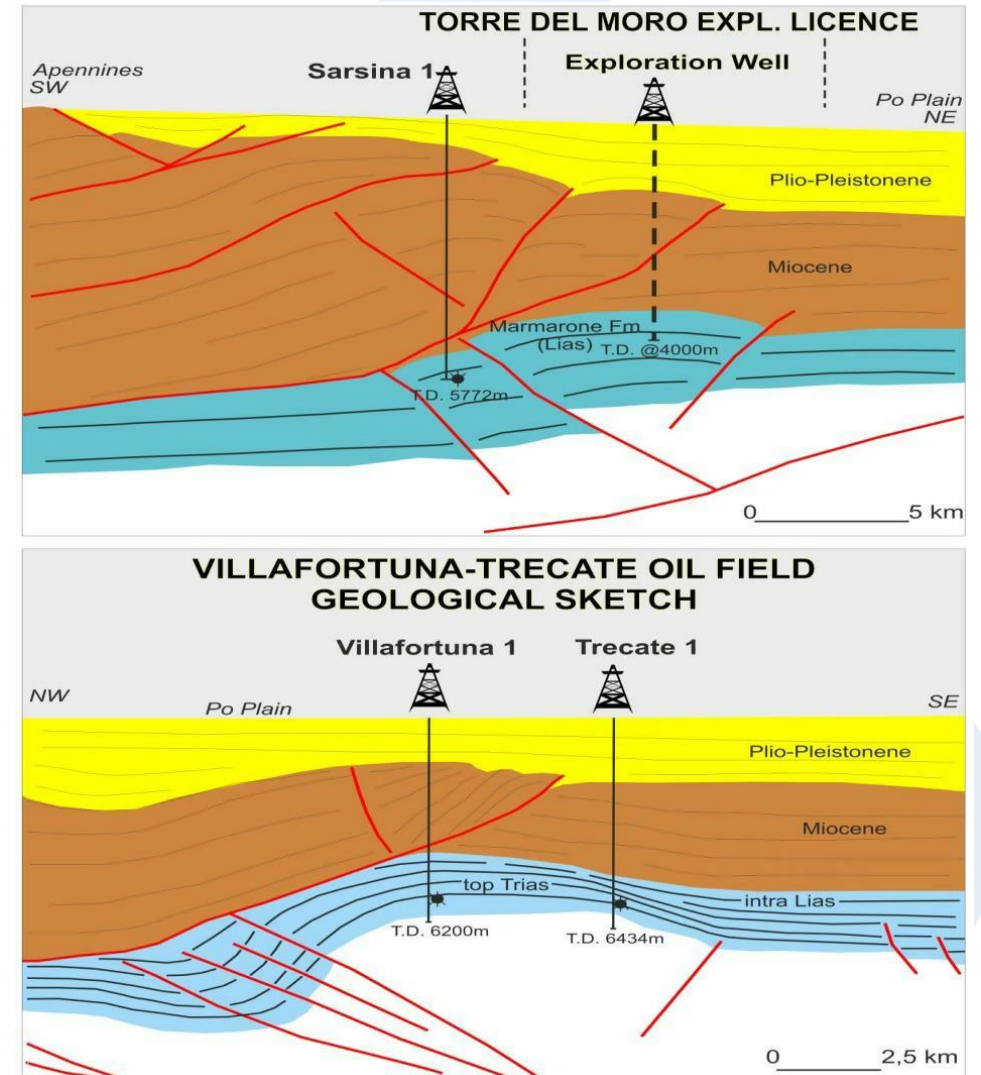 TORRE DEL MORO EXPL. LICENCE
Apennines
SW
Sarsina 1
Exploration Well
Po Plain
NE
Plio-Pleistonene
Miocene
Marmarone Fm
(Lias)
T.D. @4000m
T.D. 5772m
0
5 km
VILLAFORTUNA-TRECATE OIL FIELD
GEOLOGICAL SKETCH
Villafortuna 1
Trecate 1
NW
Po Plain
SE
Plio-Pleistonene
Miocene
top Trias
intra Lias
T.D. 6200m
T.D. 6434m
0
2,5 km